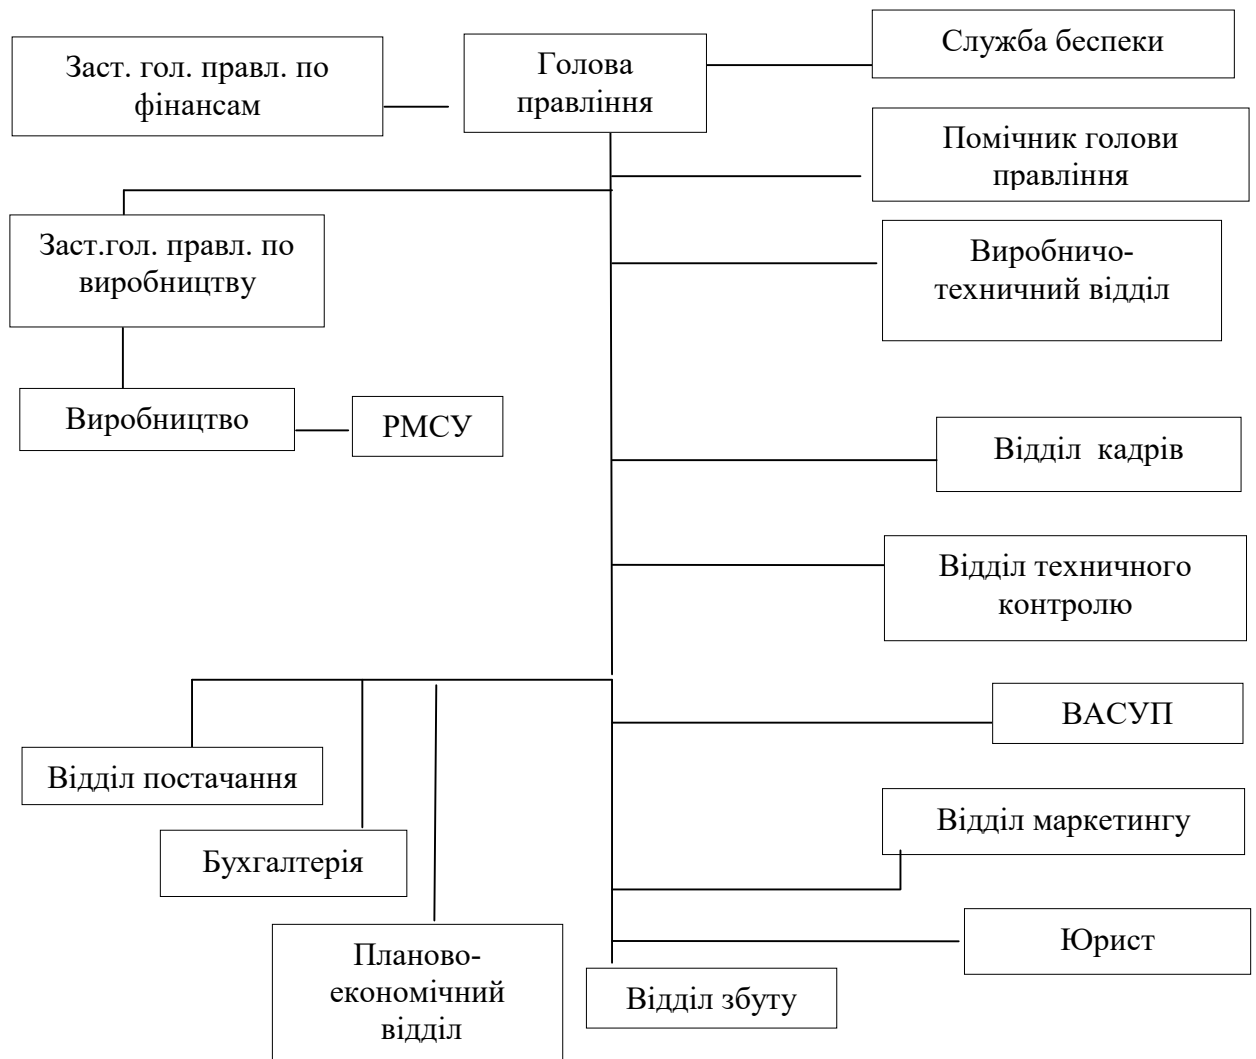 Служба беспеки
Заст. гол. правл. по
фінансам
Голова
правління
Помічник голови
правління
Заст.гол. правл. по
виробництву
Виробничо-
техничний відділ
Виробництво
РМСУ
Відділ  кадрів
Відділ техничного
контролю
ВАСУП
Відділ постачання
Відділ маркетингу
Бухгалтерія
Юрист
Планово-
економічний
відділ
Відділ збуту